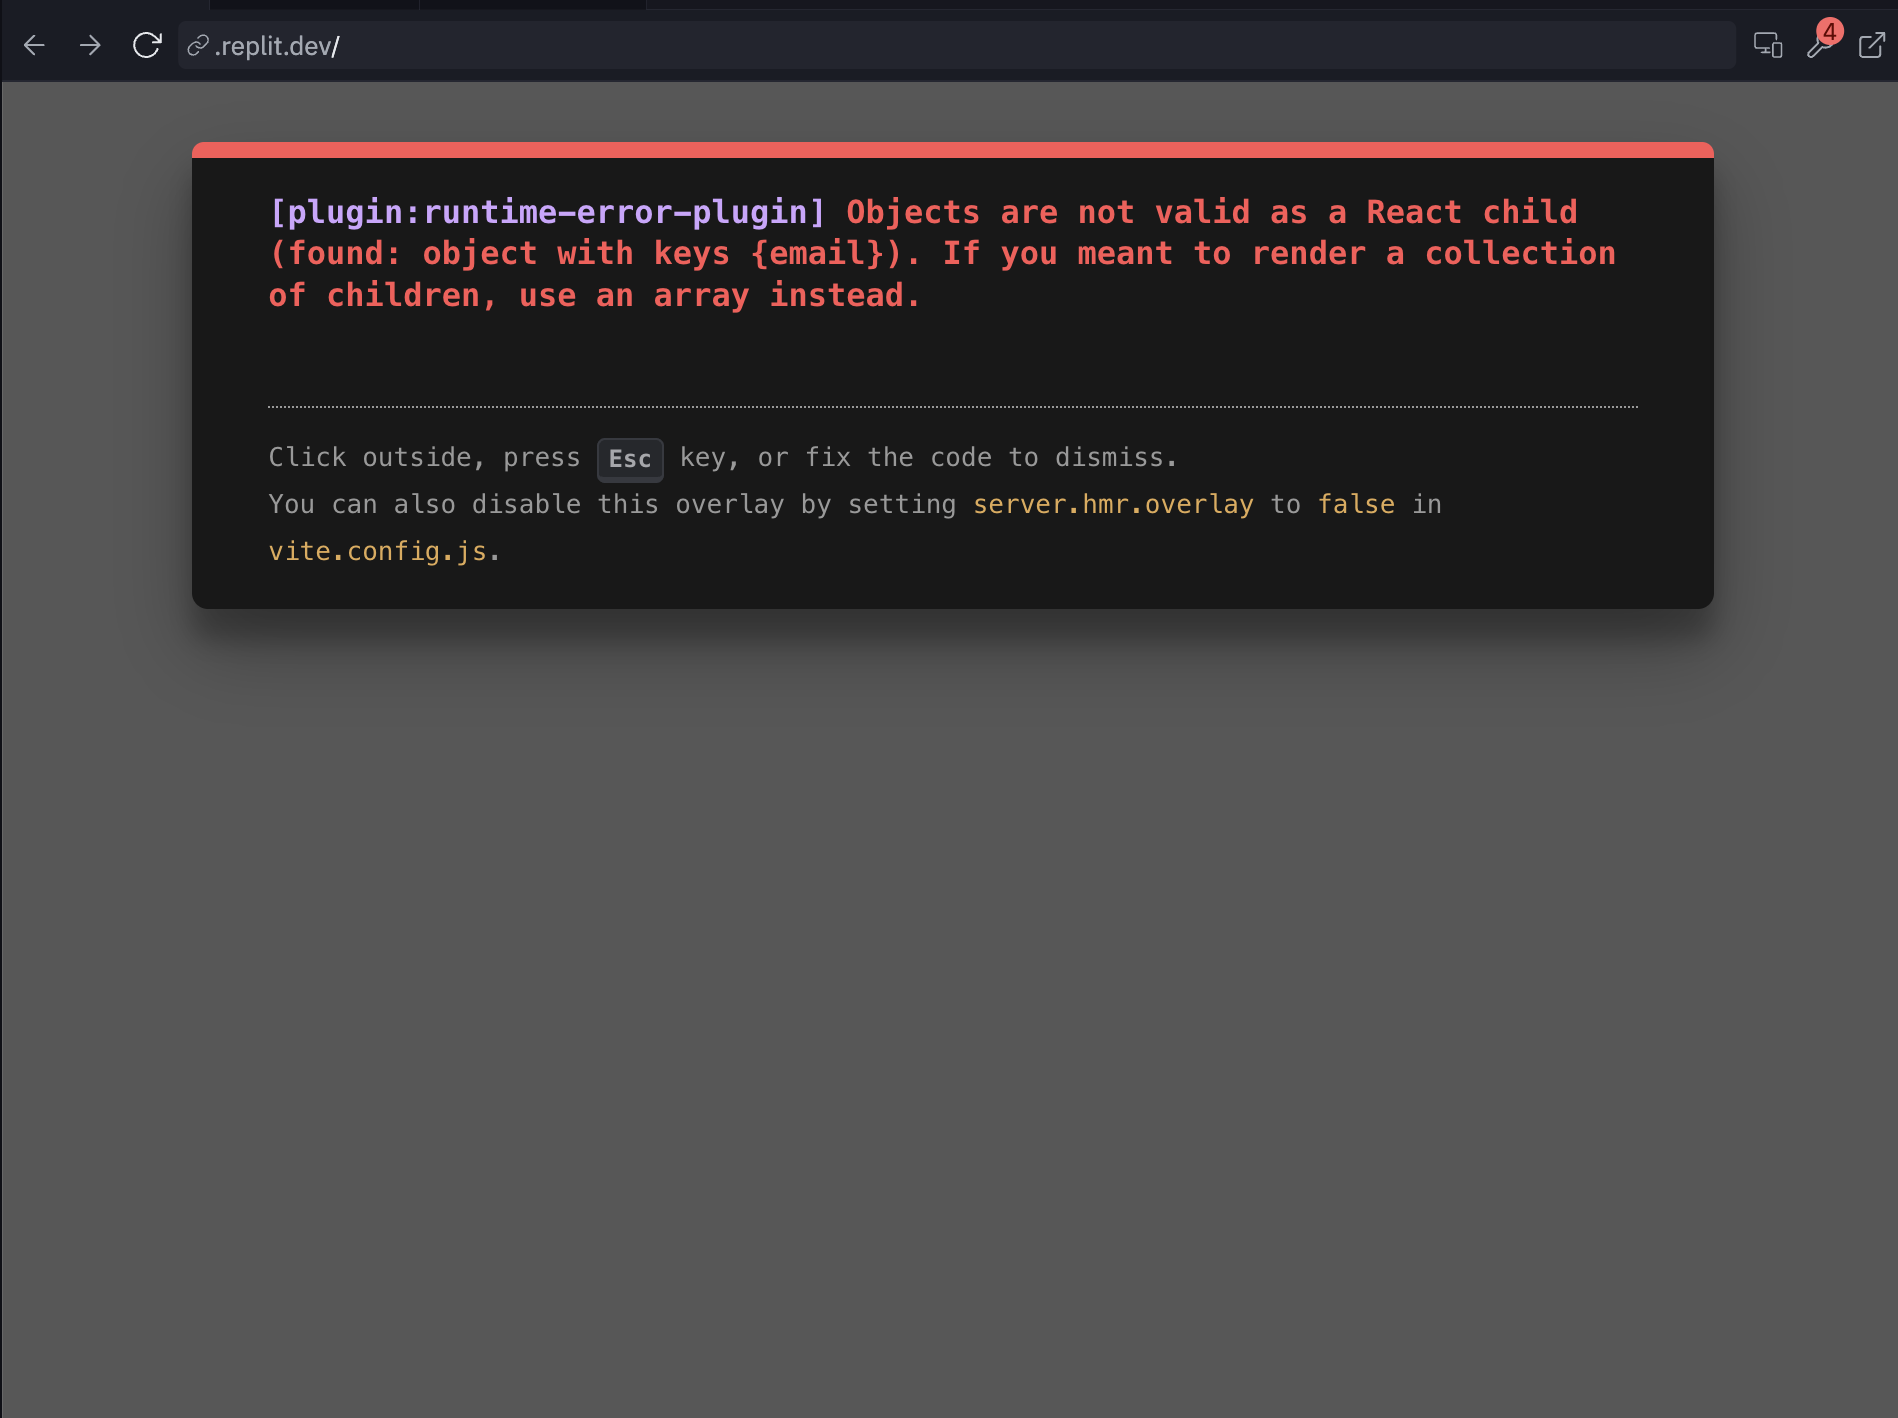 .replit.dev/
4
[plugin:runtime-error-plugin] Objects are not valid as a React child
(found: object with keys {email}). If you meant to render a collection
of children, use an array instead.
Click outside, press Esc key, or fix the code to dismiss.
You can also disable this overlay by setting server.hmr.overlay to false in
vite.config.js.